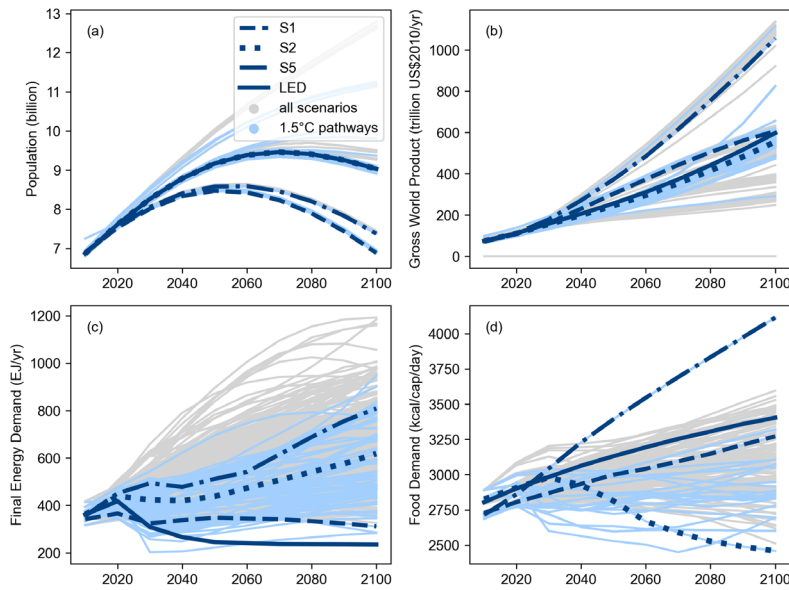 (a)
Population (billion)
13
12
11
10
9
8
7
2020 2040 2060 2080 2100
S1
S2
S5
LED
all scenarios
1.5°C pathways
(b)
Gross World Product (trillion US$2010/yr)
1000
800
600
400
200
0
2020 2040 2060 2080 2100
(c)
Final Energy Demand (EJ/yr)
1200
1000
800
600
400
200
2020 2040 2060 2080 2100
(d)
Food Demand (kcal/cap/day)
4000
3750
3500
3250
3000
2750
2500
2020 2040 2060 2080 2100